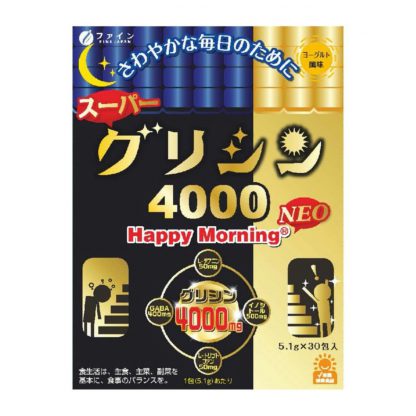 ファイン
FINE JAPAN
さわやかな毎日のために
ヨーグルト
風味
スーパー
グリシン
4000
NEO
Happy Morning®
L-テアニン
50mg
GABA
400mg
グリシン
4000mg
イノシ
トール
500mg
L-トリプト
ファン
50mg
5.1g×30包入
食生活は、主食、主菜、副菜を
基本に、食事のバランスを。
1包(5.1g)あたり